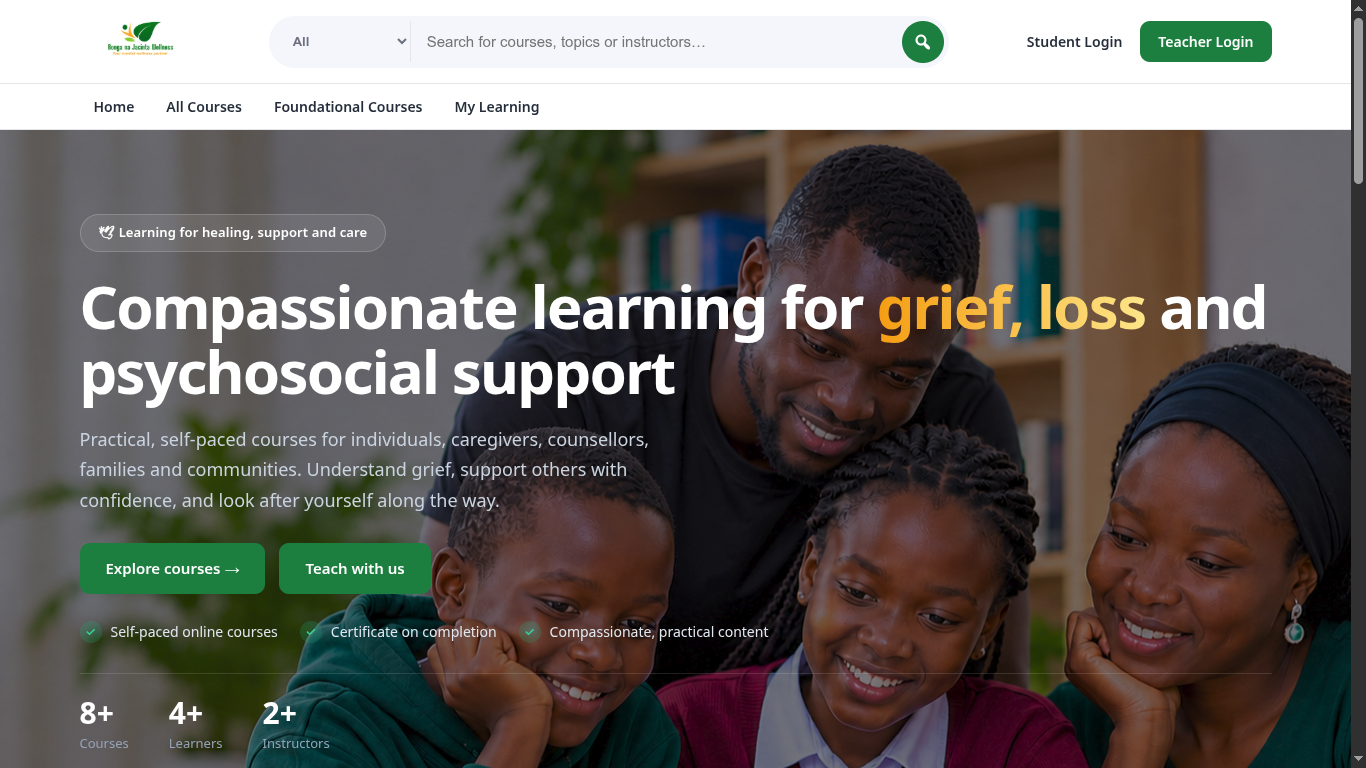 All
Search for courses, topics or instructors...
Student Login
Teacher Login
Home
All Courses
Foundational Courses
My Learning
Learning for healing, support and care
Compassionate learning for grief, loss and
psychosocial support
Practical, self-paced courses for individuals, caregivers, counsellors,
families and communities. Understand grief, support others with
confidence, and look after yourself along the way.
Explore courses →
Teach with us
Self-paced online courses
Certificate on completion
Compassionate, practical content
8+
4+
2+
Courses
Learners
Instructors